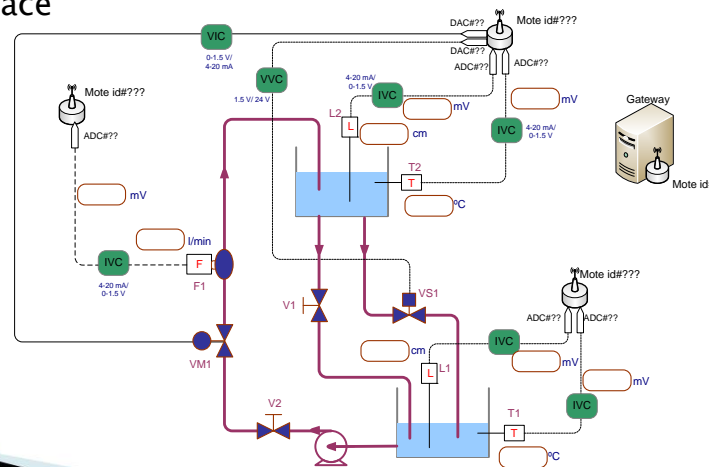 DAC#??
Mote id#???
VIC
0-1.5 V/
4-20 mA
DAC#??
ADC#??
ADC#??
VVC
1.5 V/ 24 V
4-20 mA/
0-1.5 V
IVC
mV
mV
Mote id#???
ADC#??
L2
L
cm
IVC
4-20 mA/
0-1.5 V
Gateway
Mote id
T2
T
ºC
mV
l/min
IVC
4-20 mA/
0-1.5 V
F
F1
Mote id#???
ADC#??
ADC#??
V1
VS1
VM1
cm
L
L1
IVC
mV
mV
IVC
V2
T1
T
ºC